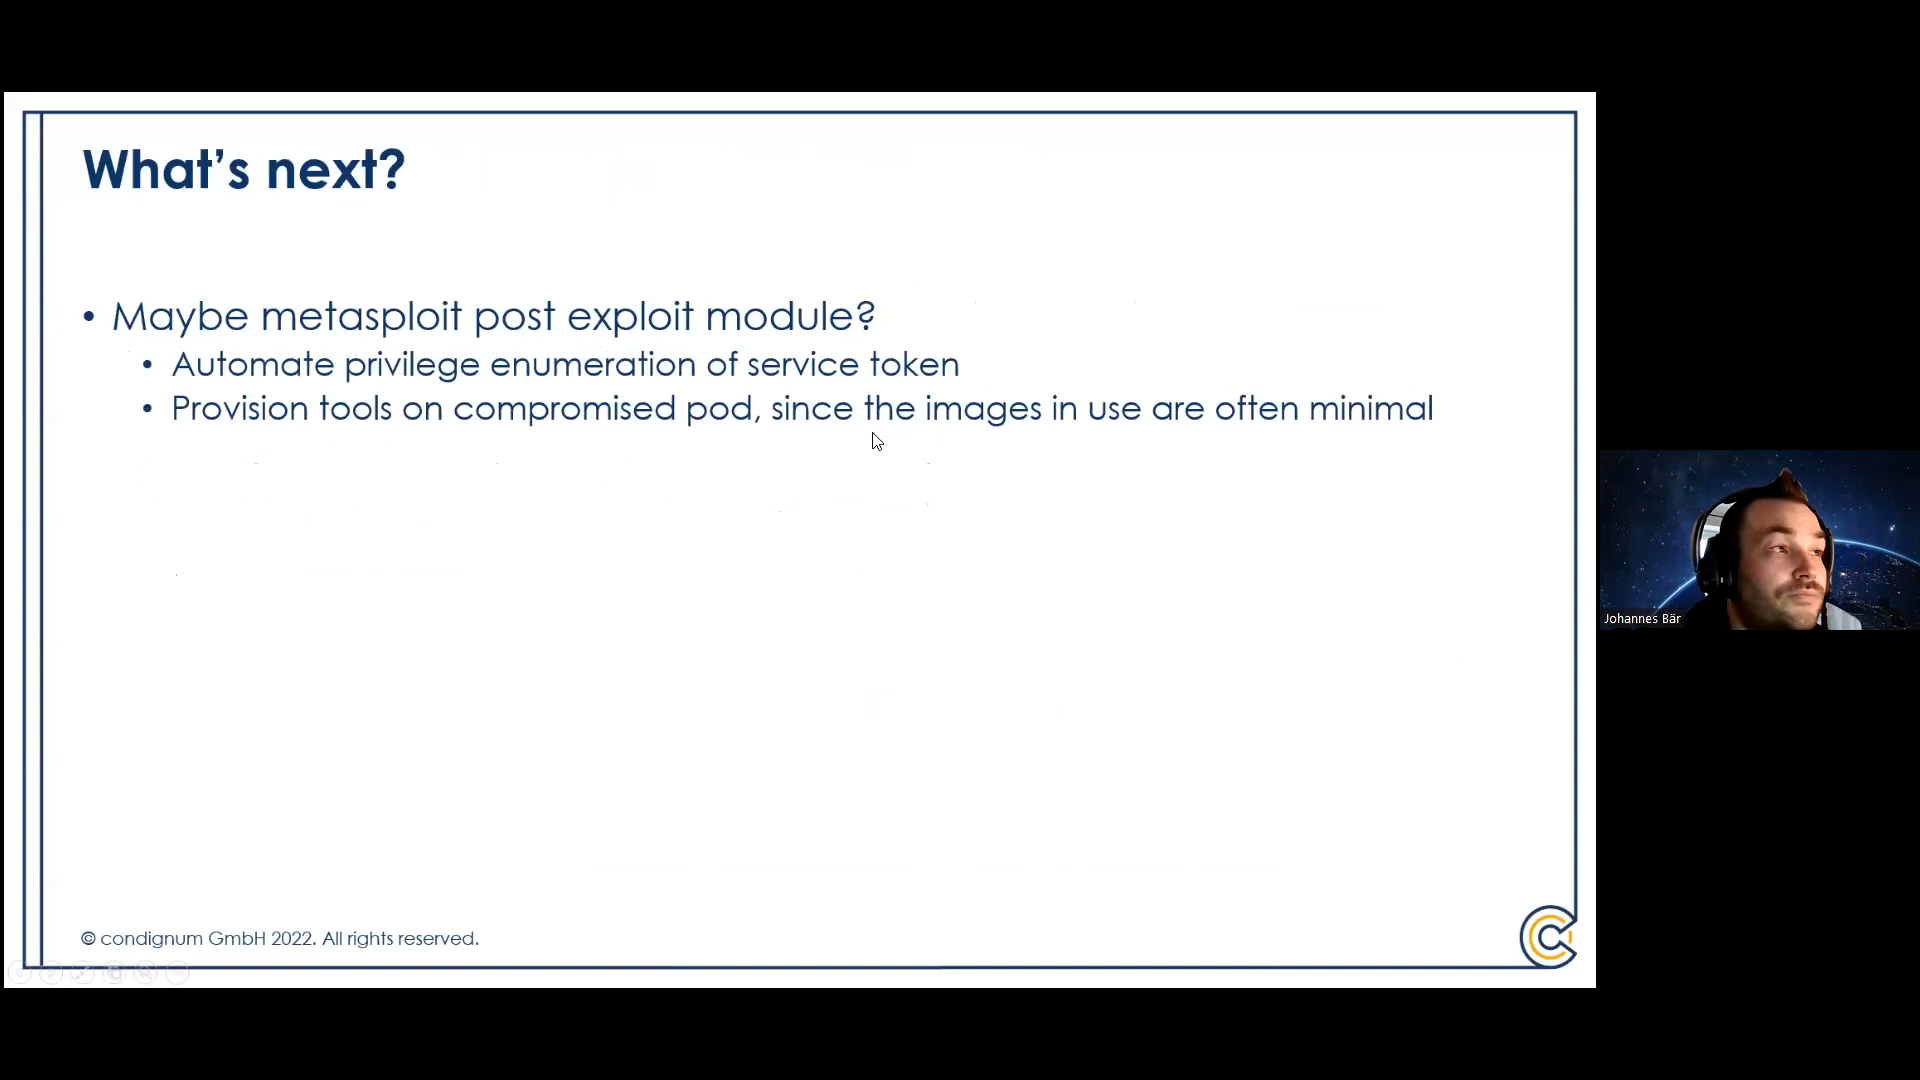 What’s next?
• Maybe metasploit post exploit module?
• Automate privilege enumeration of service token
• Provision tools on compromised pod, since the images in use are often minimal
Johannes Bär
© condignum GmbH 2022. All rights reserved.